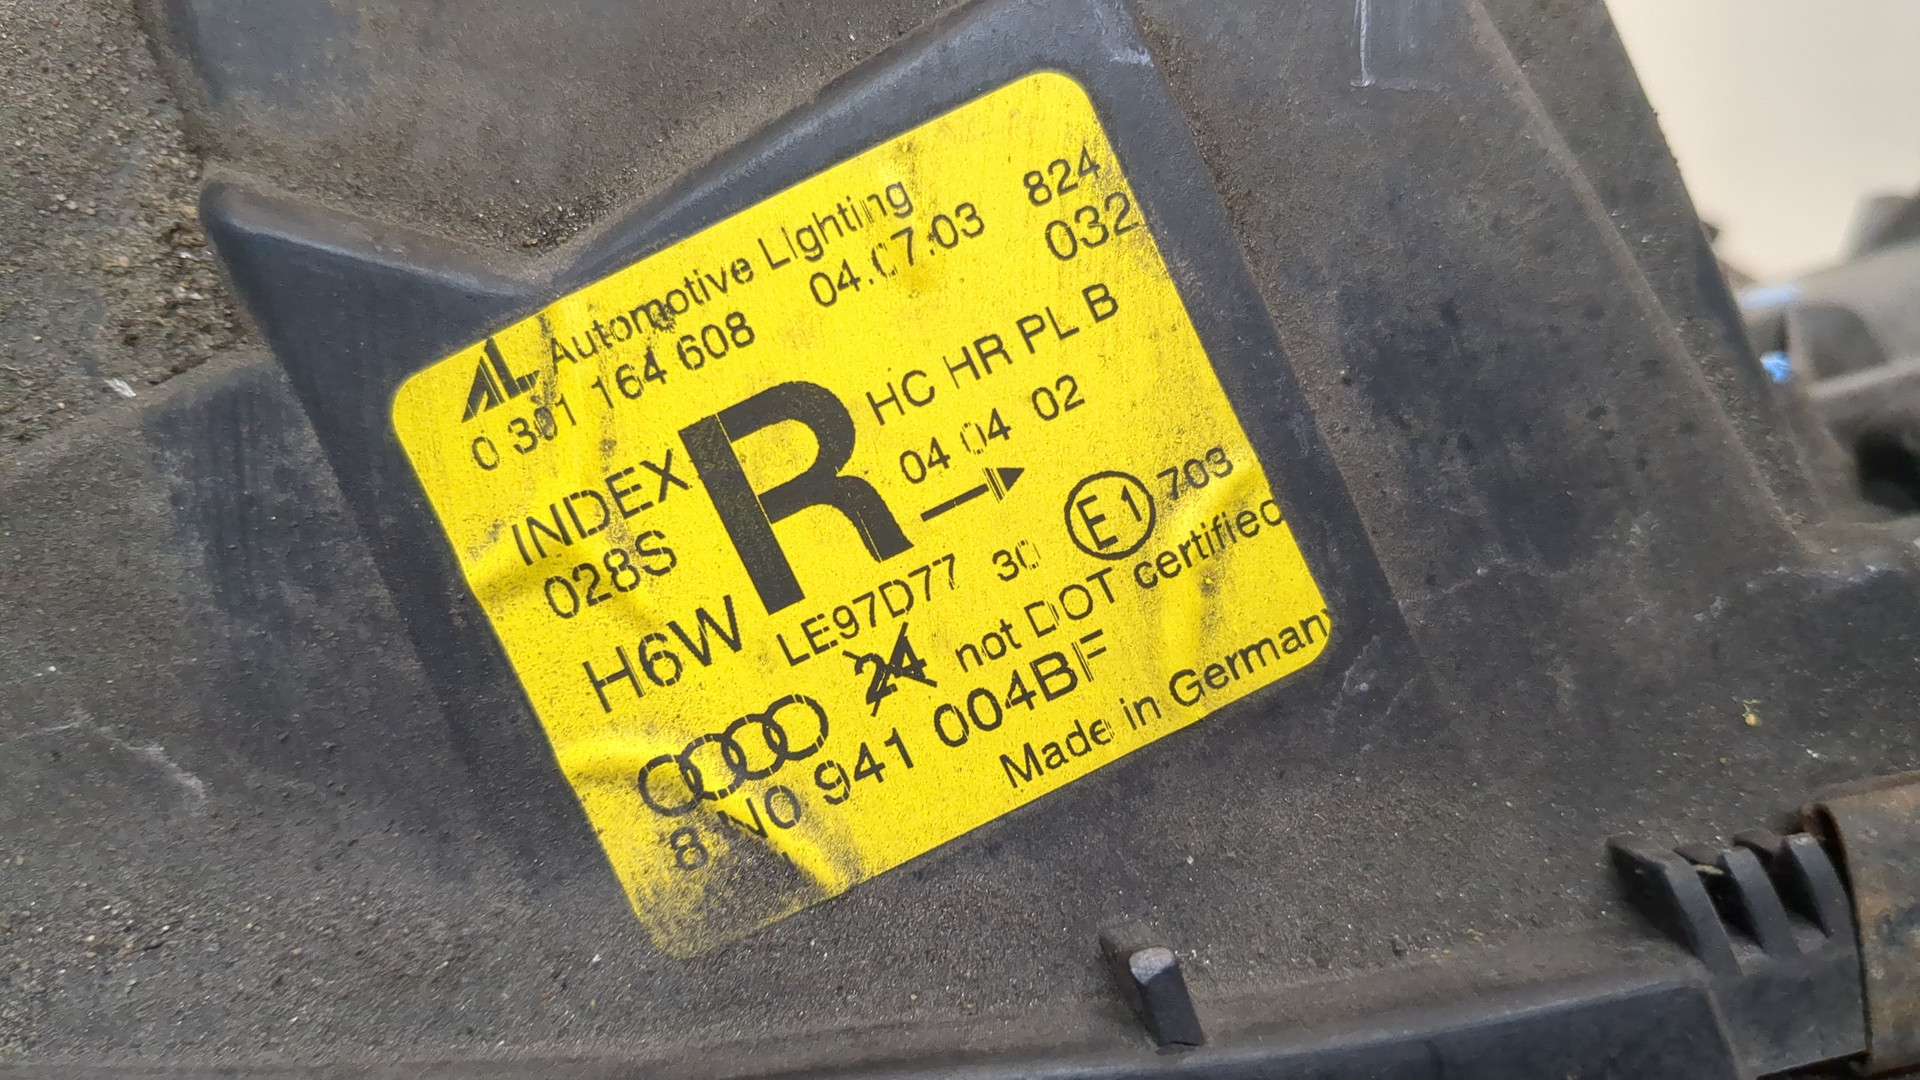 AL Automotive Lighting 824
0 301 164 608 04.07.03 032
INDEX R HC HR PL B
028S 04 04 02
H6W LE97D77 30 E1 703
24 not DOT certified
8N0 941 004BF
Made in Germany